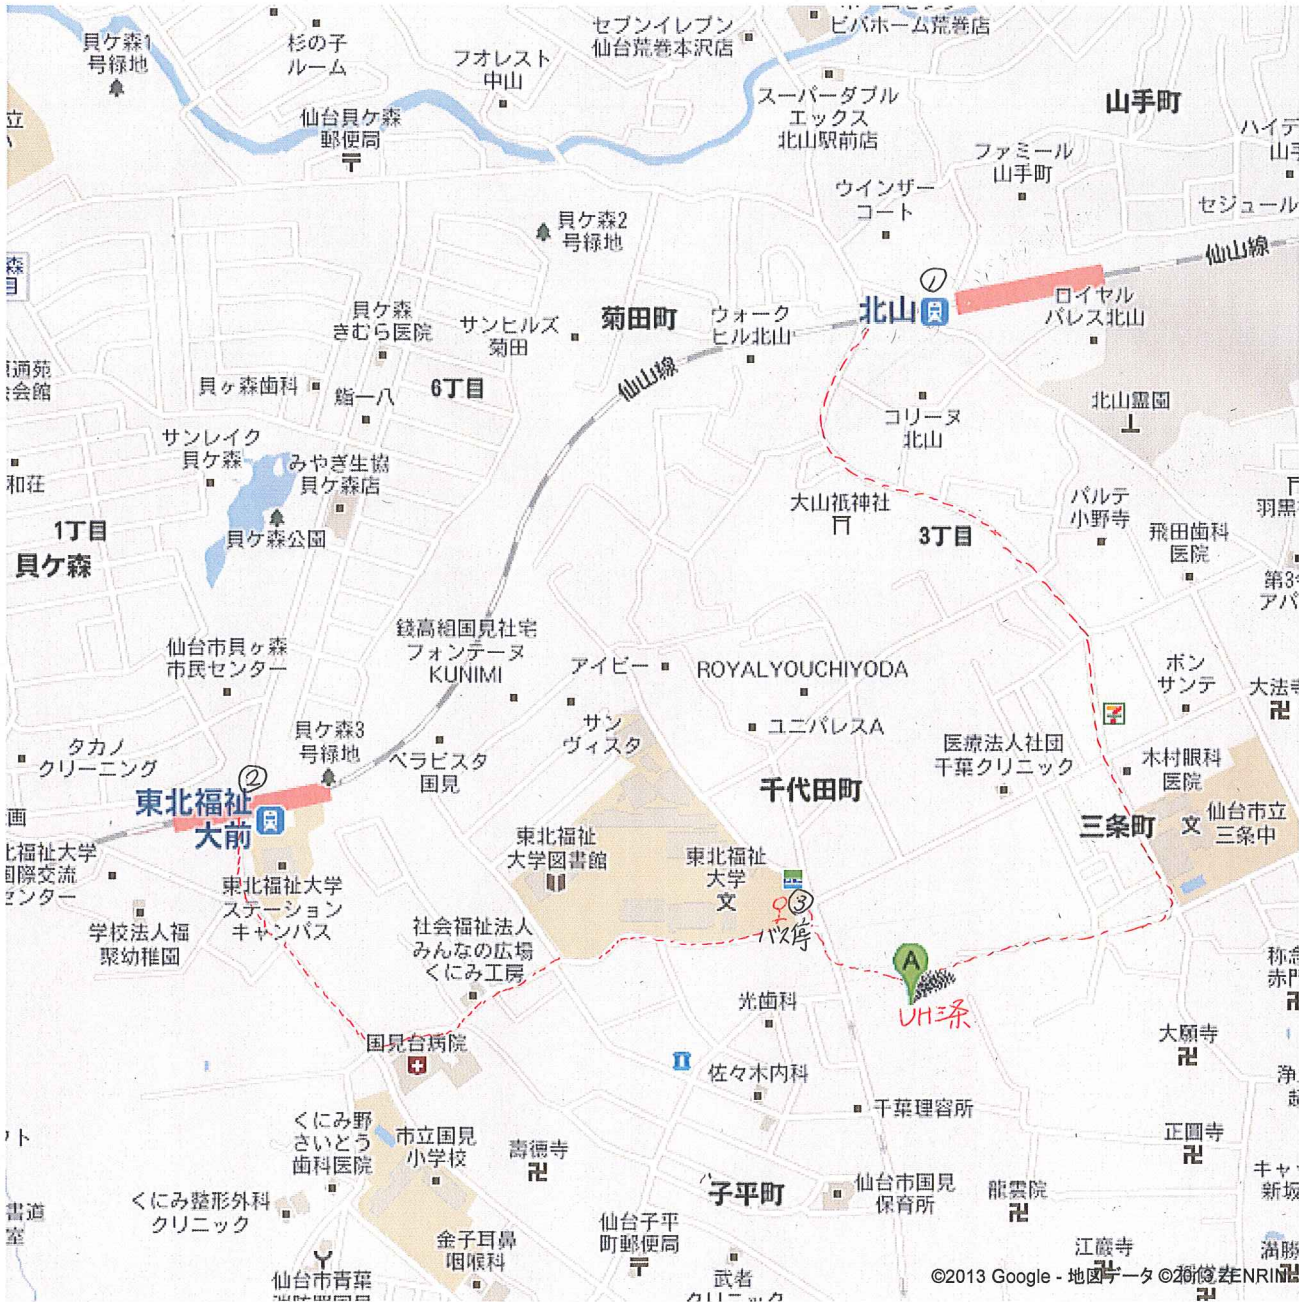 貝ケ森1
号緑地
杉の子
ルーム
フオレスト
中山
セブンイレブン
仙台荒巻本沢店
ビバホーム荒巻店
スーパーダブル
エックス
北山駅前店
山手町
仙台貝ケ森
郵便局
ファミール
山手町
ウインザー
コート
セジュール
貝ケ森2
号緑地
仙山線
①
北山
ロイヤル
パレス北山
貝ケ森
きむら医院
サンヒルズ
菊田
菊田町
ウォーク
ヒル北山
仙山線
貝ヶ森歯科
鮨一八
6丁目
コリーヌ
北山
北山霊園
サンレイク
貝ケ森
みやぎ生協
貝ケ森店
和荘
貝ケ森公園
1丁目
貝ケ森
大山祇神社
3丁目
パルテ
小野寺
飛田歯科
医院
仙台市貝ヶ森
市民センター
銭高組国見社宅
フォンテーヌ
KUNIMI
アイビー
ROYALYOUCHIYODA
ボン
サンテ
サン
ヴィスタ
ユニパレスA
貝ケ森3
号緑地
タカノ
クリーニング
ベラビスタ
国見
医療法人社団
千葉クリニック
木村眼科
医院
②
東北福祉
大前
千代田町
三条町
仙台市立
三条中
文
東北福祉
大学図書館
東北福祉
大学
文
③
バス停
東北福祉大学
ステーション
キャンパス
学校法人福
聚幼稚園
社会福祉法人
みんなの広場
くにみ工房
A
UH三条
光歯科
国見台病院
佐々木内科
大願寺
千葉理容所
くにみ野
さいとう
歯科医院
市立国見
小学校
壽徳寺
正圓寺
くにみ整形外科
クリニック
子平町
仙台市国見
保育所
龍雲院
仙台子平
町郵便局
金子耳鼻
咽喉科
江巖寺
仙台市青葉
武者
クリニック
©2013 Google - 地図データ ©2013 ZENRIN